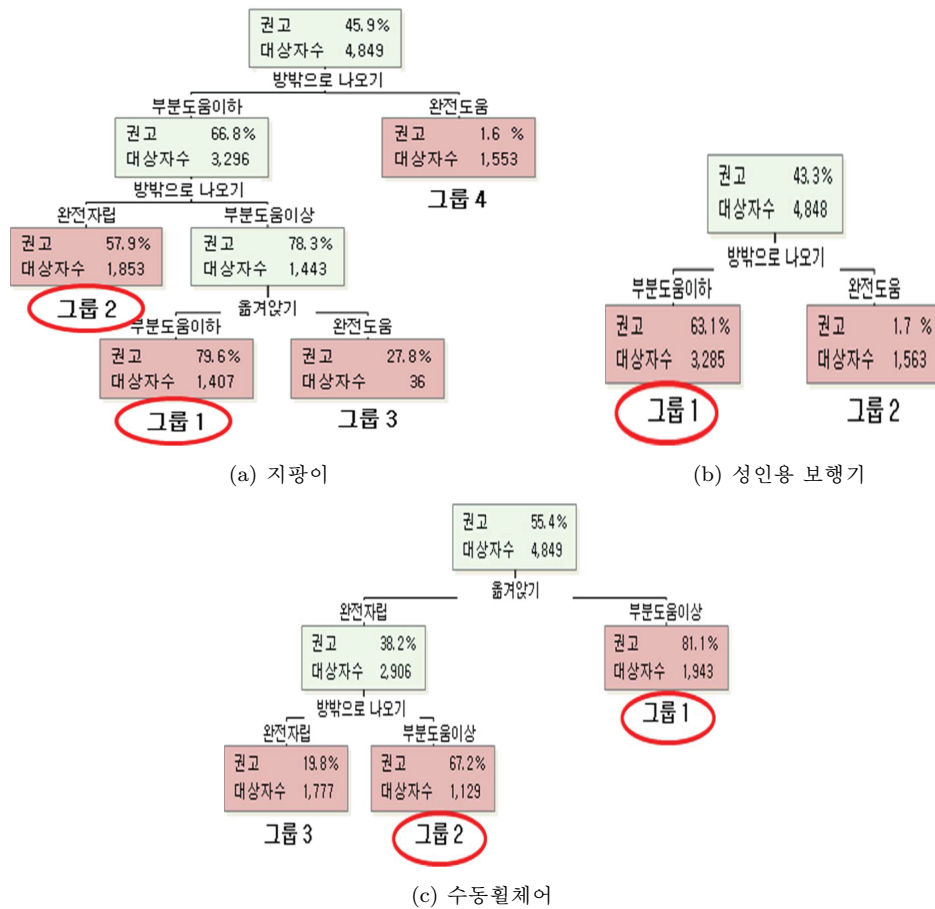 권고 45.9%
대상자수 4,849
방밖으로 나오기
부분도움이하
권고 66.8%
대상자수 3,296
완전도움
권고 1.6 %
대상자수 1,553
그룹 4
방밖으로 나오기
완전자립
권고 57.9%
대상자수 1,853
그룹 2
부분도움이상
권고 78.3%
대상자수 1,443
옮겨앉기
부분도움이하
권고 79.6%
대상자수 1,407
그룹 1
완전도움
권고 27.8%
대상자수 36
그룹 3
(a) 지팡이
권고 43.3%
대상자수 4,848
방밖으로 나오기
부분도움이하
권고 63.1%
대상자수 3,285
그룹 1
완전도움
권고 1.7 %
대상자수 1,563
그룹 2
(b) 성인용 보행기
권고 55.4%
대상자수 4,849
옮겨앉기
완전자립
권고 38.2%
대상자수 2,906
부분도움이상
권고 81.1%
대상자수 1,943
그룹 1
방밖으로 나오기
완전자립
권고 19.8%
대상자수 1,777
그룹 3
부분도움이상
권고 67.2%
대상자수 1,129
그룹 2
(c) 수동휠체어